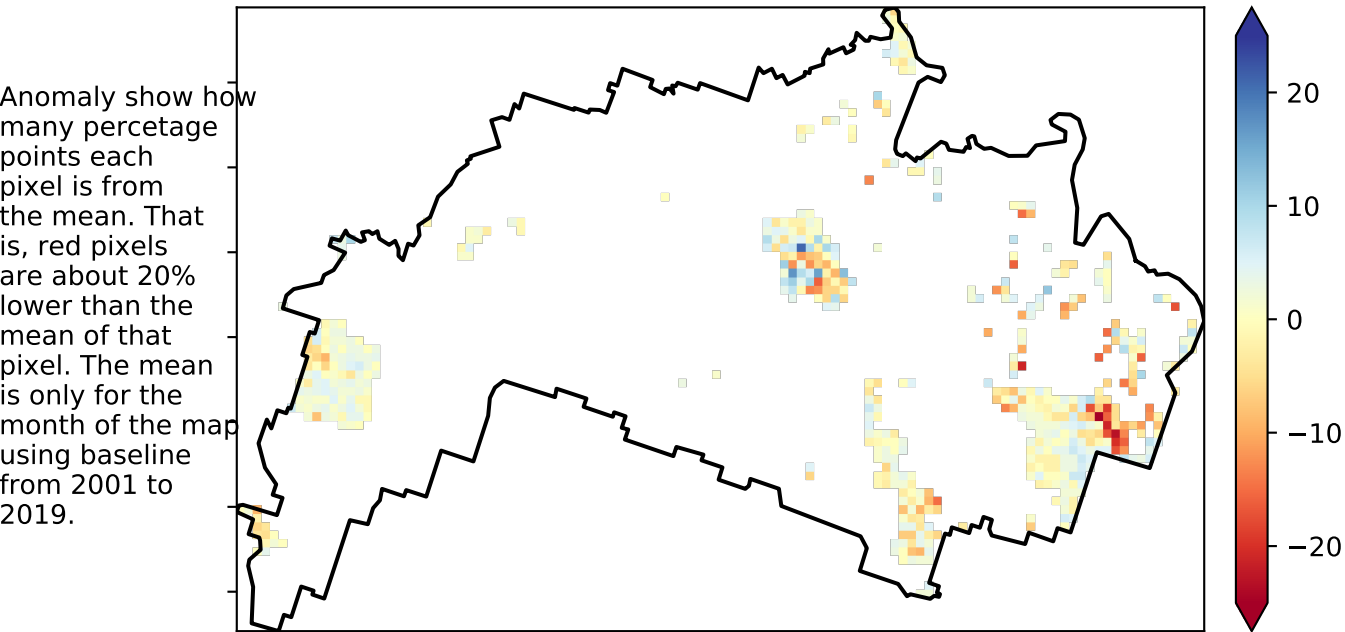 Anomaly show how
many percetage
points each
pixel is from
the mean. That
is, red pixels
are about 20%
lower than the
mean of that
pixel. The mean
is only for the
month of the map
using baseline
from 2001 to
2019.
20
10
0
−10
−20